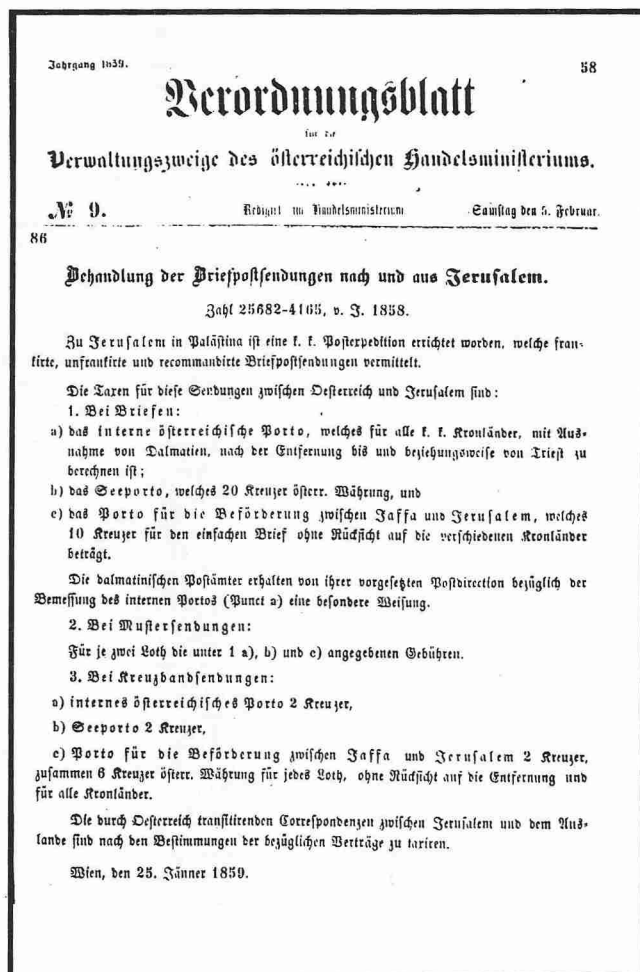 Jahrgang 1859.
58
Verordnungsblatt
für die
Verwaltungszweige des österreichischen Handelsministeriums.
№ 9.
Redigirt im Handelsministerium
Samstag den 5. Februar.
86
Behandlung der Briefpostsendungen nach und aus Jerusalem.
Zahl 25682-4165, v. J. 1858.
Zu Jerusalem in Palästina ist eine k. k. Postexpedition errichtet worden, welche fran-
kirte, unfrankirte und recommandirte Briefpostsendungen vermittelt.
Die Taxen für diese Sendungen zwischen Oesterreich und Jerusalem sind:
1. Bei Briefen:
a) das interne österreichische Porto, welches für alle k. k. Kronländer, mit Aus-
nahme von Dalmatien, nach der Entfernung bis und beziehungsweise von Triest zu
berechnen ist;
b) das Seeporto, welches 20 Kreuzer österr. Währung, und
c) das Porto für die Beförderung zwischen Jaffa und Jerusalem, welches
10 Kreuzer für den einfachen Brief ohne Rücksicht auf die verschiedenen Kronländer
beträgt.
Die dalmatinischen Postämter erhalten von ihrer vorgesetzten Postdirection bezüglich der
Bemessung des internen Portos (Punct a) eine besondere Weisung.
2. Bei Mustersendungen:
Für je zwei Loth die unter 1 a), b) und c) angegebenen Gebühren.
3. Bei Kreuzbandsendungen:
a) internes österreichisches Porto 2 Kreuzer,
b) Seeporto 2 Kreuzer,
c) Porto für die Beförderung zwischen Jaffa und Jerusalem 2 Kreuzer,
zusammen 6 Kreuzer österr. Währung für jedes Loth, ohne Rücksicht auf die Entfernung und
für alle Kronländer.
Die durch Oesterreich transitirenden Correspondenzen zwischen Jerusalem und dem Aus-
lande sind nach den Bestimmungen der bezüglichen Verträge zu taxiren.
Wien, den 25. Jänner 1859.